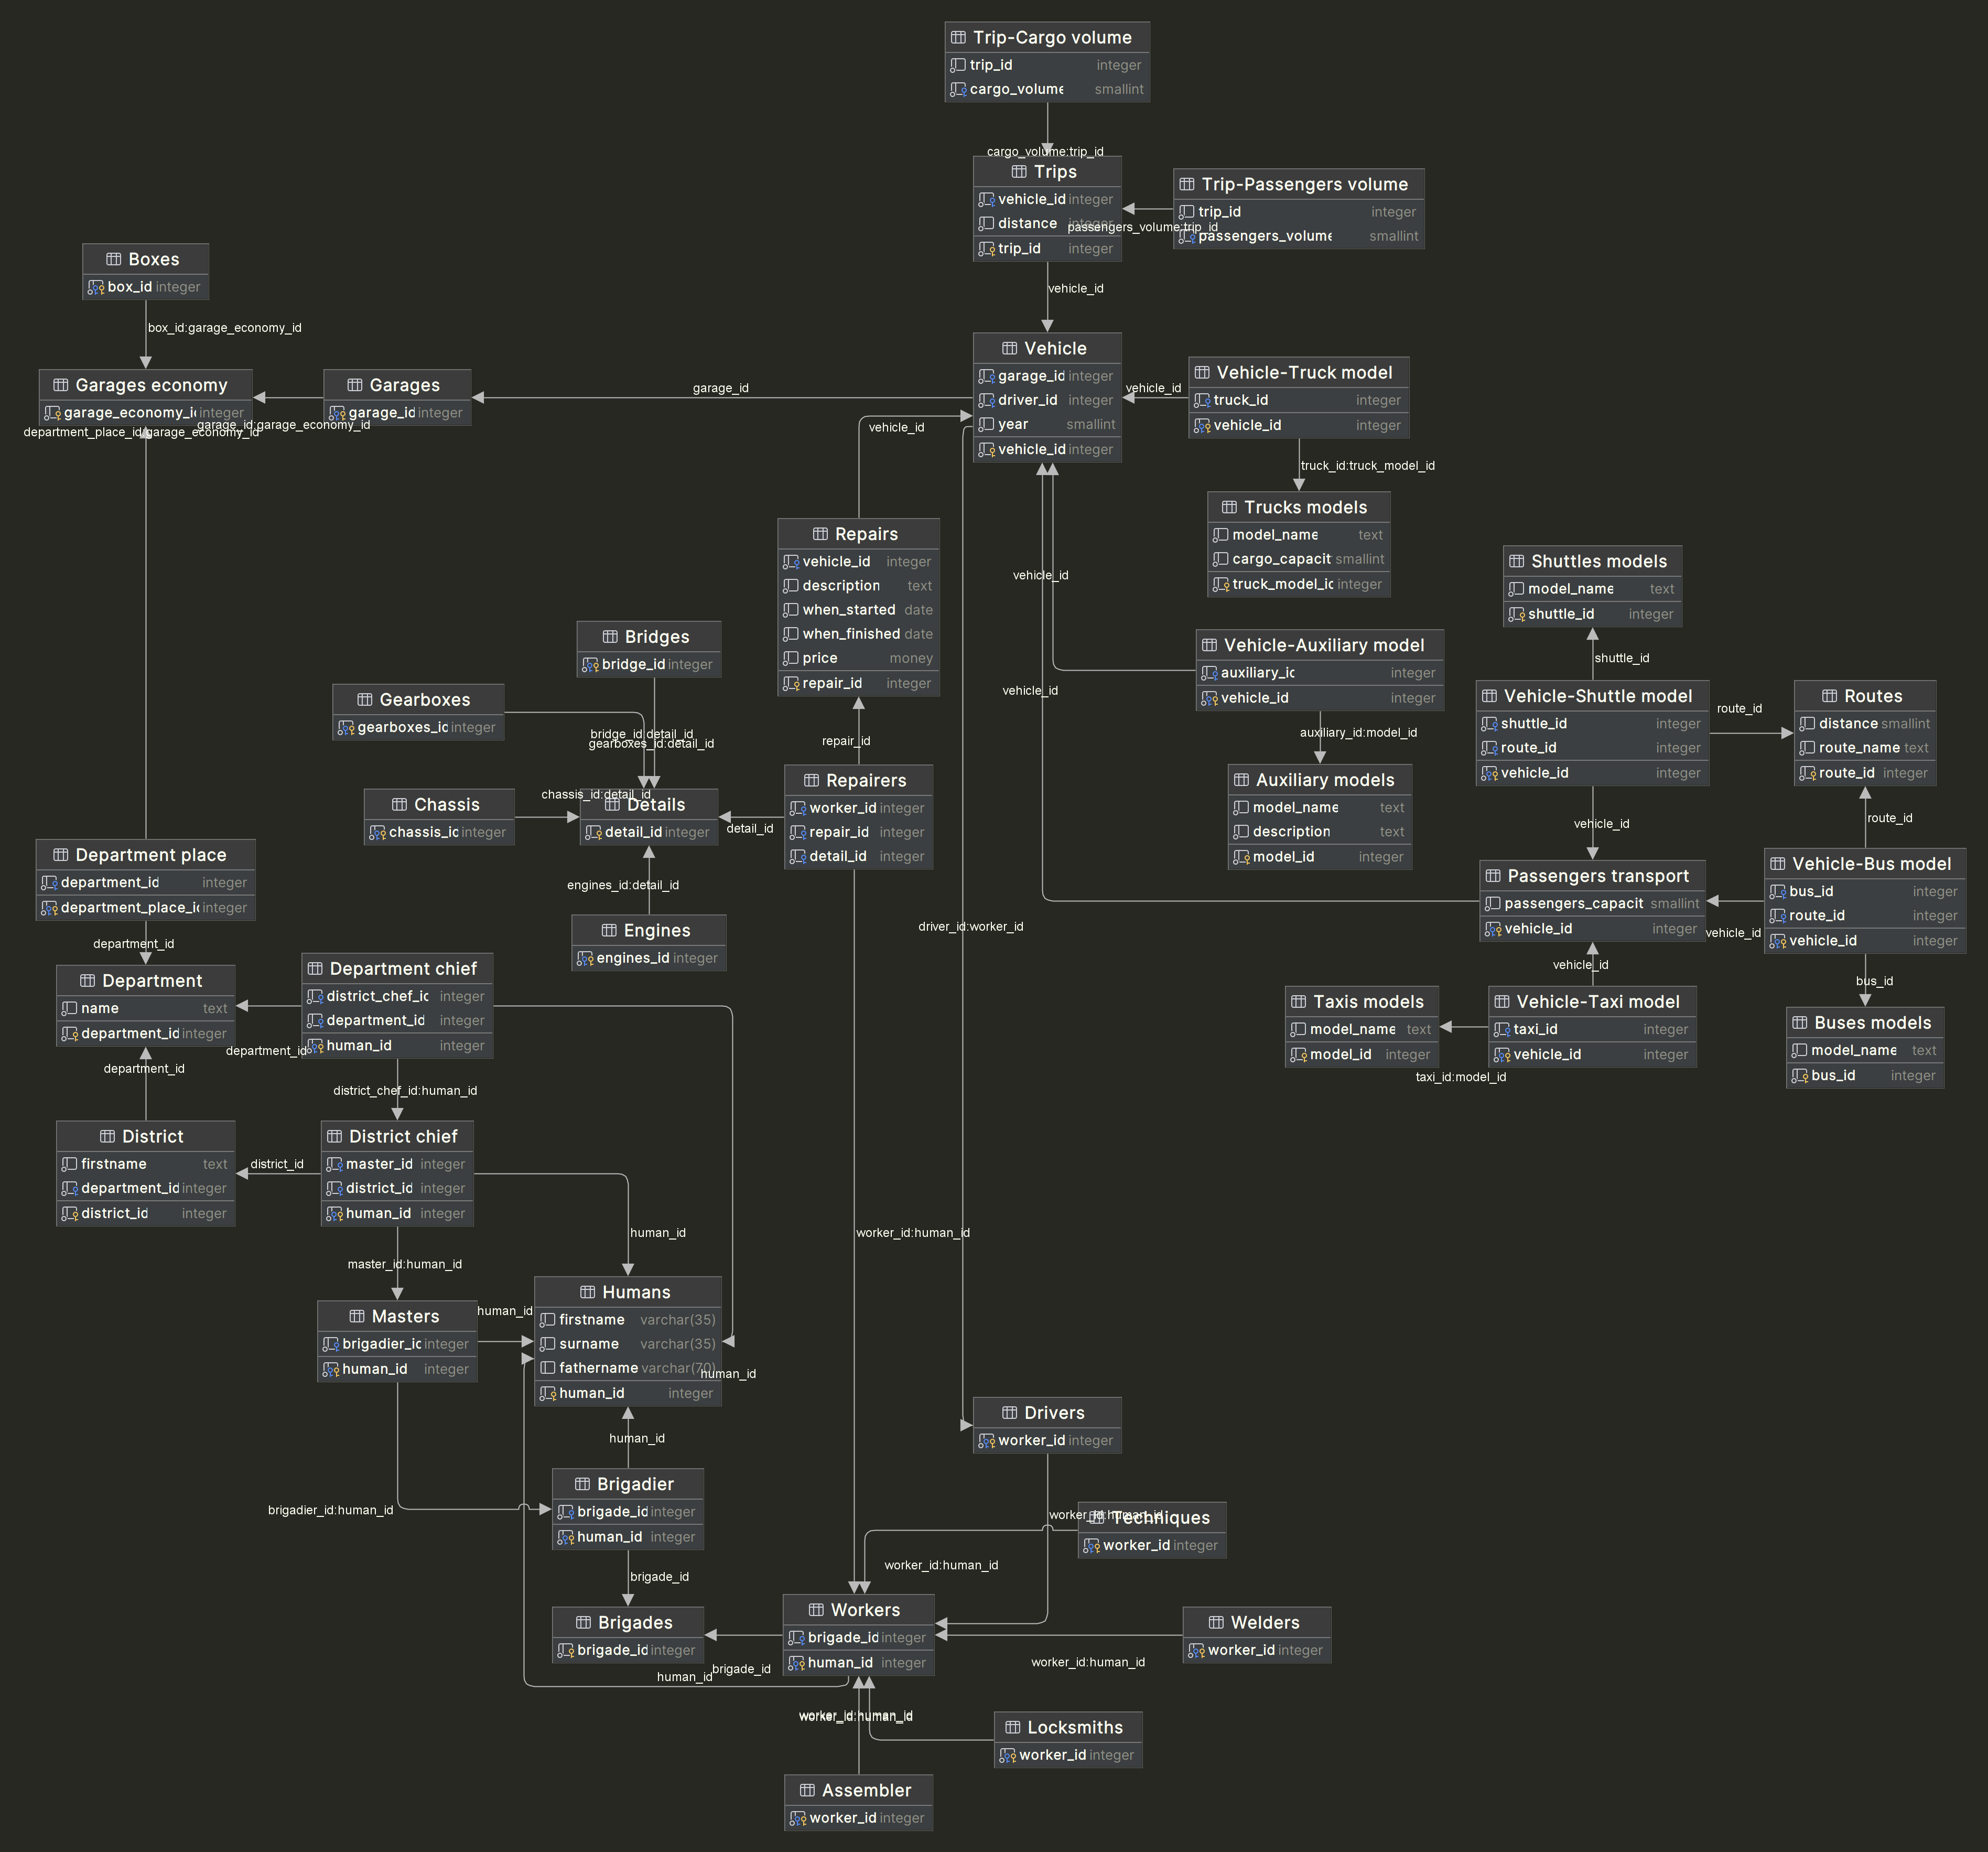 Trip-Cargo volume
trip_id integer
cargo_volume smallint
cargo_volume:trip_id
Trips
vehicle_id integer
distance integer
trip_id integer
Trip-Passengers volume
trip_id integer
passengers_volume smallint
passengers_volume:trip_id
vehicle_id
Boxes
box_id integer
box_id:garage_economy_id
Garages economy
garage_economy_i integer
Garages
garage_id integer
garage_id:garage_economy_id
department_place_id:garage_economy_id
garage_id
Vehicle
garage_id integer
driver_id integer
year smallint
vehicle_id integer
vehicle_id
Vehicle-Truck model
truck_id integer
vehicle_id integer
truck_id:truck_model_id
Trucks models
model_name text
cargo_capacit smallint
truck_model_ic integer
vehicle_id
Repairs
vehicle_id integer
description text
when_started date
when_finished date
price money
repair_id integer
vehicle_id
vehicle_id
Shuttles models
model_name text
shuttle_id integer
shuttle_id
Vehicle-Auxiliary model
auxiliary_ic integer
vehicle_id integer
auxiliary_id:model_id
Auxiliary models
model_name text
description text
model_id integer
Vehicle-Shuttle model
shuttle_id integer
route_id integer
vehicle_id integer
route_id
Routes
distance smallint
route_name text
route_id integer
vehicle_id
route_id
Bridges
bridge_id integer
Gearboxes
gearboxes_ic integer
bridge_id:detail_id
gearboxes_id:detail_id
repair_id
Chassis
chassis_ic integer
chassis_id:detail_id
Details
detail_id integer
detail_id
Repairers
worker_id integer
repair_id integer
detail_id integer
engines_id:detail_id
Engines
engines_id integer
Passengers transport
passengers_capacit smallint
vehicle_id integer
vehicle_id
Vehicle-Bus model
bus_id integer
route_id integer
vehicle_id integer
bus_id
Buses models
model_name text
bus_id integer
vehicle_id
Taxis models
model_name text
model_id integer
Vehicle-Taxi model
taxi_id integer
vehicle_id integer
taxi_id:model_id
driver_id:worker_id
Department place
department_id integer
department_place_ic integer
department_id
Department
name text
department_id integer
Department chief
district_chef_ic integer
department_id integer
human_id integer
department_id
department_id
district_chef_id:human_id
District
firstname text
department_id integer
district_id integer
district_id
District chief
master_id integer
district_id integer
human_id integer
human_id
worker_id:human_id
master_id:human_id
Masters
brigadier_ic integer
human_id integer
human_id
Humans
firstname varchar(35)
surname varchar(35)
fathername varchar(70)
human_id integer
human_id
human_id
Drivers
worker_id integer
brigadier_id:human_id
Brigadier
brigade_id integer
human_id integer
brigade_id
worker_id:human_id
Techniques
worker_id integer
worker_id:human_id
Brigades
brigade_id integer
Workers
brigade_id integer
human_id integer
Welders
worker_id integer
worker_id:human_id
brigade_id
human_id
worker_id:human_id
worker_id:human_id
Locksmiths
worker_id integer
Assembler
worker_id integer